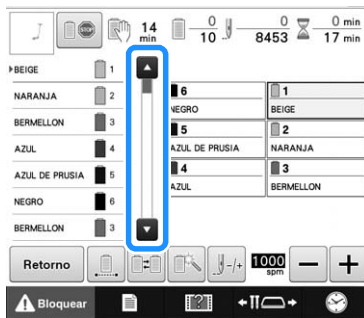 14 min
0
10
0
8453
0 min
17 min
BEIGE 1
NARANJA 2
BERMELLON 3
AZUL 4
AZUL DE PRUSIA 5
NEGRO 6
BERMELLON 3
6
NEGRO
1
BEIGE
5
AZUL DE PRUSIA
2
NARANJA
4
AZUL
3
BERMELLON
Retorno
-/+
1000 spm
Bloquear